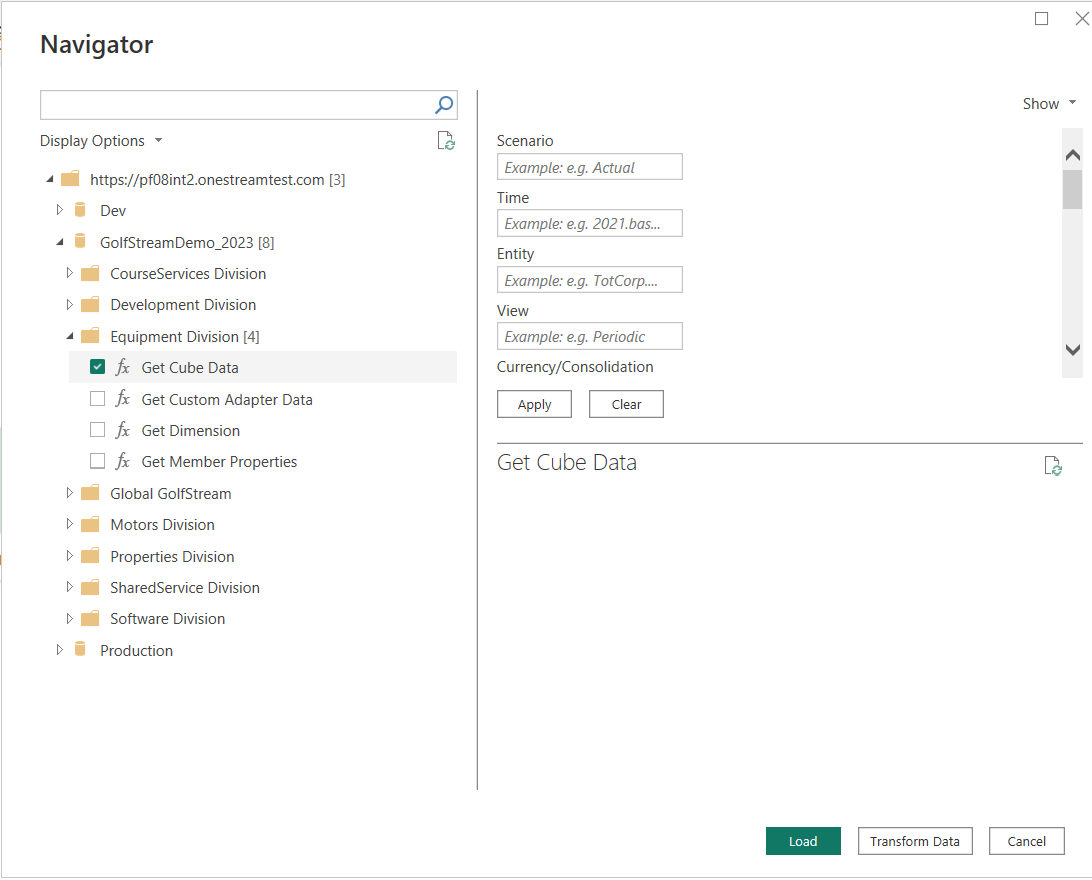 Navigator
Show
Display Options
https://pf08int2.onestreamtest.com [3]
Dev
GolfStreamDemo_2023 [8]
CourseServices Division
Development Division
Equipment Division [4]
fx Get Cube Data
fx Get Custom Adapter Data
fx Get Dimension
fx Get Member Properties
Global GolfStream
Motors Division
Properties Division
SharedService Division
Software Division
Production
Scenario
Example: e.g. Actual
Time
Example: e.g. 2021.bas...
Entity
Example: e.g. TotCorp....
View
Example: e.g. Periodic
Currency/Consolidation
Apply
Clear
Get Cube Data
Load
Transform Data
Cancel